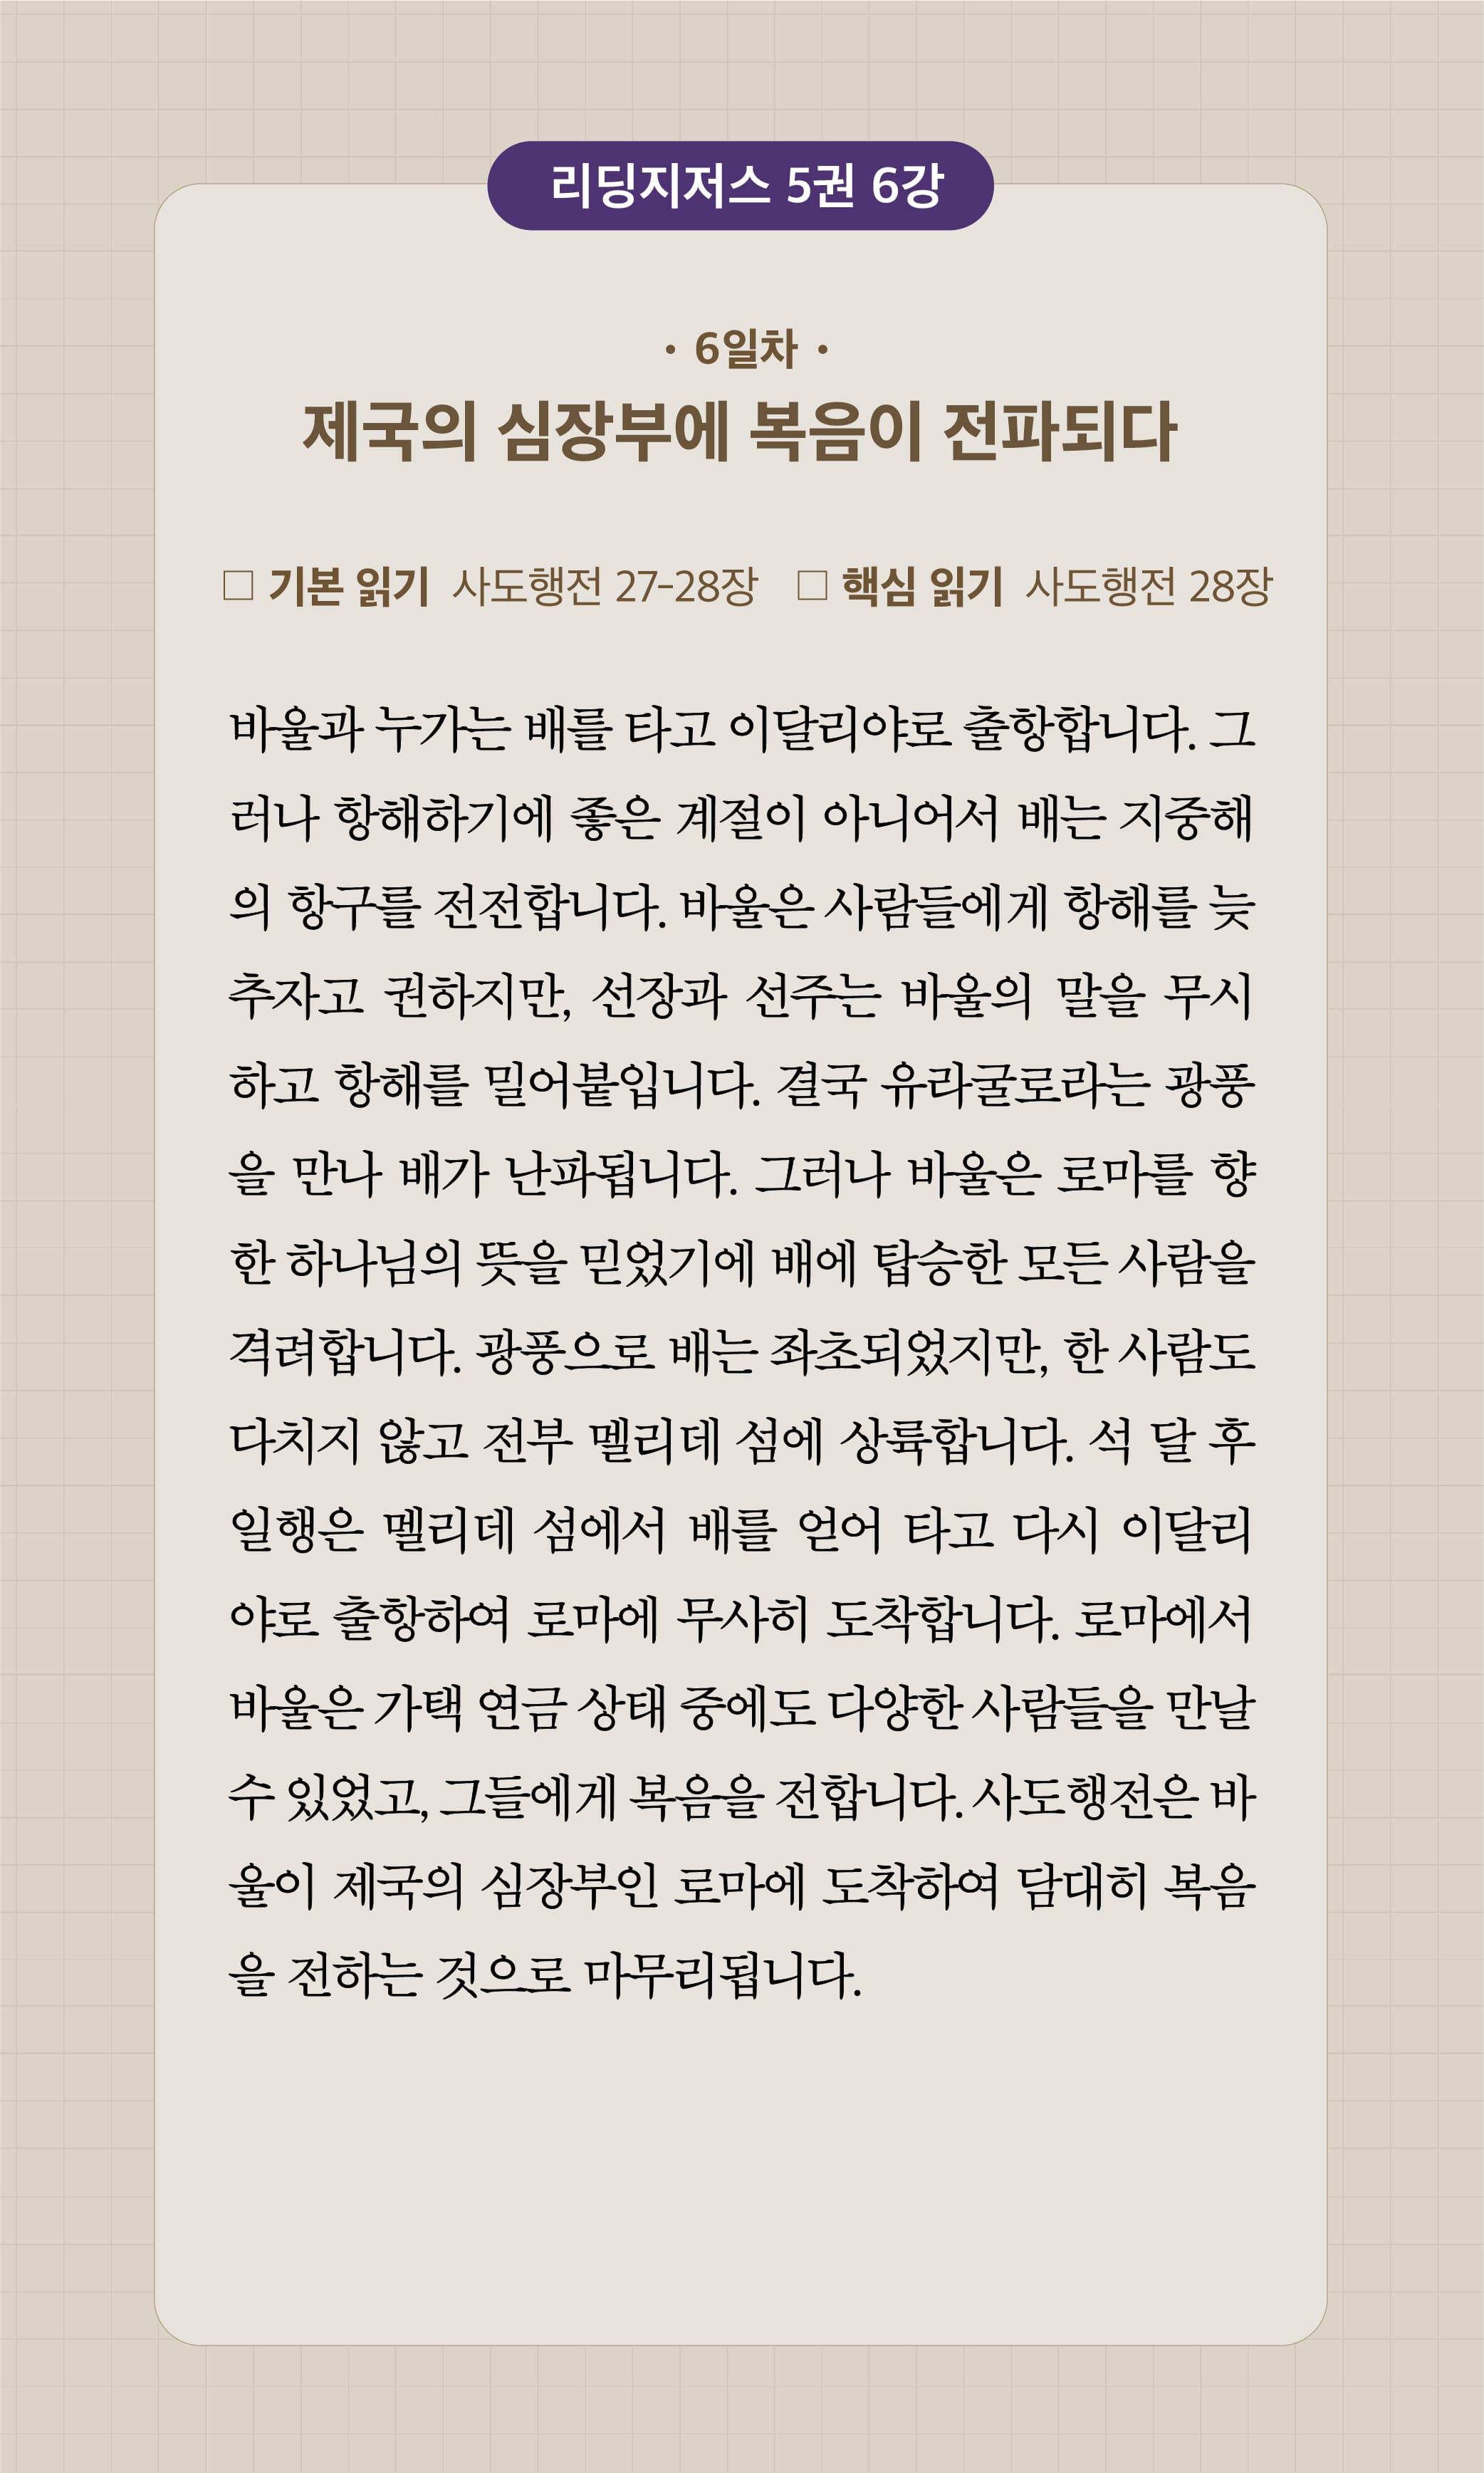 리딩지저스 5권 6강
· 6일차 ·
제국의 심장부에 복음이 전파되다
□ 기본 읽기 사도행전 27-28장 □ 핵심 읽기 사도행전 28장
바울과 누가는 배를 타고 이달리야로 출항합니다. 그
러나 항해하기에 좋은 계절이 아니어서 배는 지중해
의 항구를 전전합니다. 바울은 사람들에게 항해를 늦
추자고 권하지만, 선장과 선주는 바울의 말을 무시
하고 항해를 밀어붙입니다. 결국 유라굴로라는 광풍
을 만나 배가 난파됩니다. 그러나 바울은 로마를 향
한 하나님의 뜻을 믿었기에 배에 탑승한 모든 사람을
격려합니다. 광풍으로 배는 좌초되었지만, 한 사람도
다치지 않고 전부 멜리데 섬에 상륙합니다. 석 달 후
일행은 멜리데 섬에서 배를 얻어 타고 다시 이달리
야로 출항하여 로마에 무사히 도착합니다. 로마에서
바울은 가택 연금 상태 중에도 다양한 사람들을 만날
수 있었고, 그들에게 복음을 전합니다. 사도행전은 바
울이 제국의 심장부인 로마에 도착하여 담대히 복음
을 전하는 것으로 마무리됩니다.